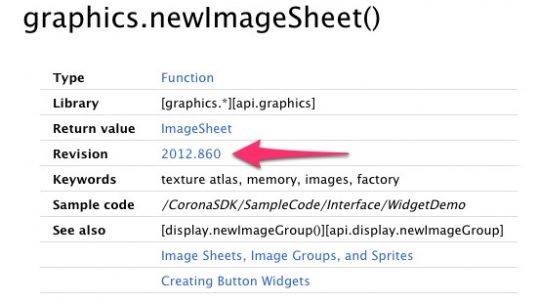 graphics.newImageSheet()
Type Function
Library [graphics.*][api.graphics]
Return value ImageSheet
Revision 2012.860
Keywords texture atlas, memory, images, factory
Sample code /CoronaSDK/SampleCode/Interface/WidgetDemo
See also [display.newImageGroup()][api.display.newImageGroup]
Image Sheets, Image Groups, and Sprites
Creating Button Widgets